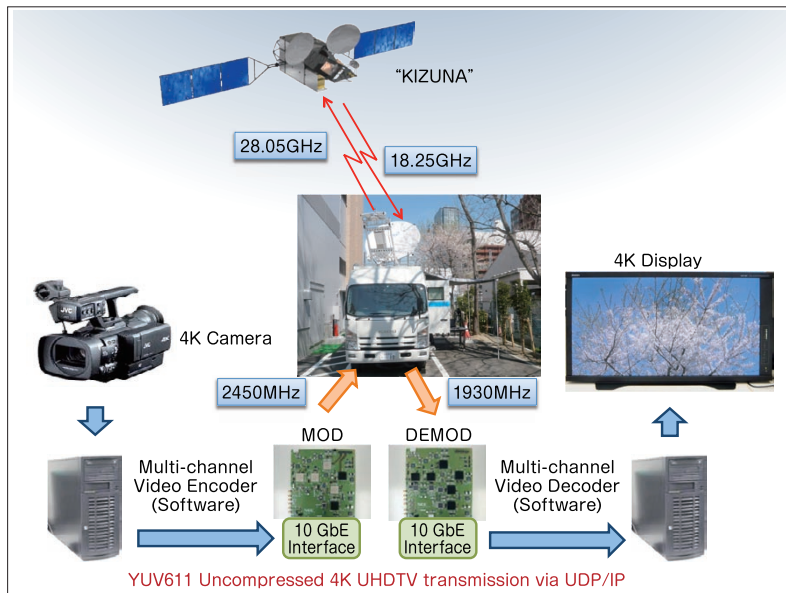 “KIZUNA”
28.05GHz
18.25GHz
4K Display
JVC
4K Camera
2450MHz
1930MHz
MOD
DEMOD
Multi-channel
Video Encoder
(Software)
Multi-channel
Video Decoder
(Software)
10 GbE
Interface
10 GbE
Interface
YUV611 Uncompressed 4K UHDTV transmission via UDP/IP